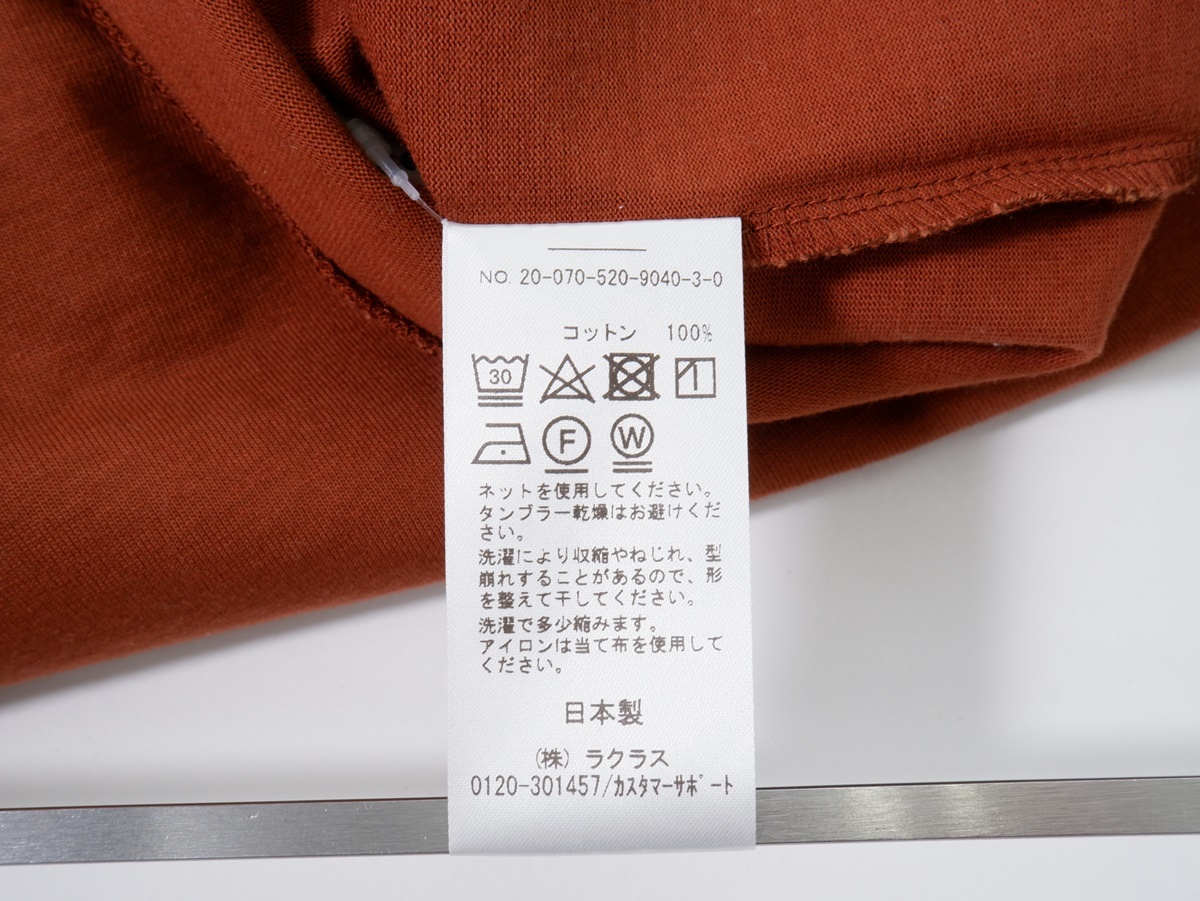 NO. 20-070-520-9040-3-0
コットン 100%
30
F W
ネットを使用してください。
タンブラー乾燥はお避けくだ
さい。
洗濯により収縮やねじれ、型
崩れすることがあるので、形
を整えて干してください。
洗濯で多少縮みます。
アイロンは当て布を使用して
ください。
日本製
(株) ラクラス
0120-301457/カスタマーサポート